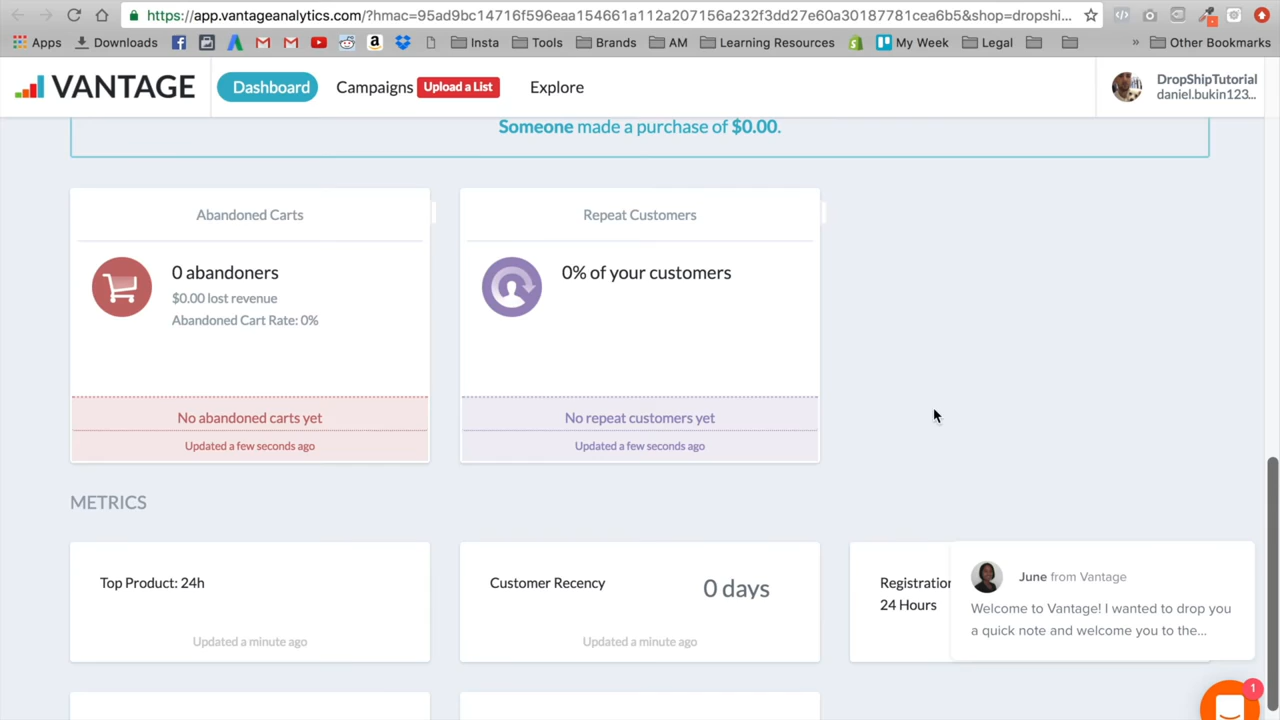 https://app.vantageanalytics.com/?hmac=95ad9bc14716f596eaa154661a112a207156a232f3dd27e60a30187781cea6b5&shop=dropshi...
Apps Downloads Insta Tools Brands AM Learning Resources My Week Legal » Other Bookmarks
VANTAGE Dashboard Campaigns Upload a List Explore
DropShipTutorial
daniel.bukin123...
Someone made a purchase of $0.00.
Abandoned Carts
0 abandoners
$0.00 lost revenue
Abandoned Cart Rate: 0%
No abandoned carts yet
Updated a few seconds ago
Repeat Customers
0% of your customers
No repeat customers yet
Updated a few seconds ago
METRICS
Top Product: 24h
Updated a minute ago
Customer Recency
0 days
Updated a minute ago
Registration
24 Hours
June from Vantage
Welcome to Vantage! I wanted to drop you
a quick note and welcome you to the...
1